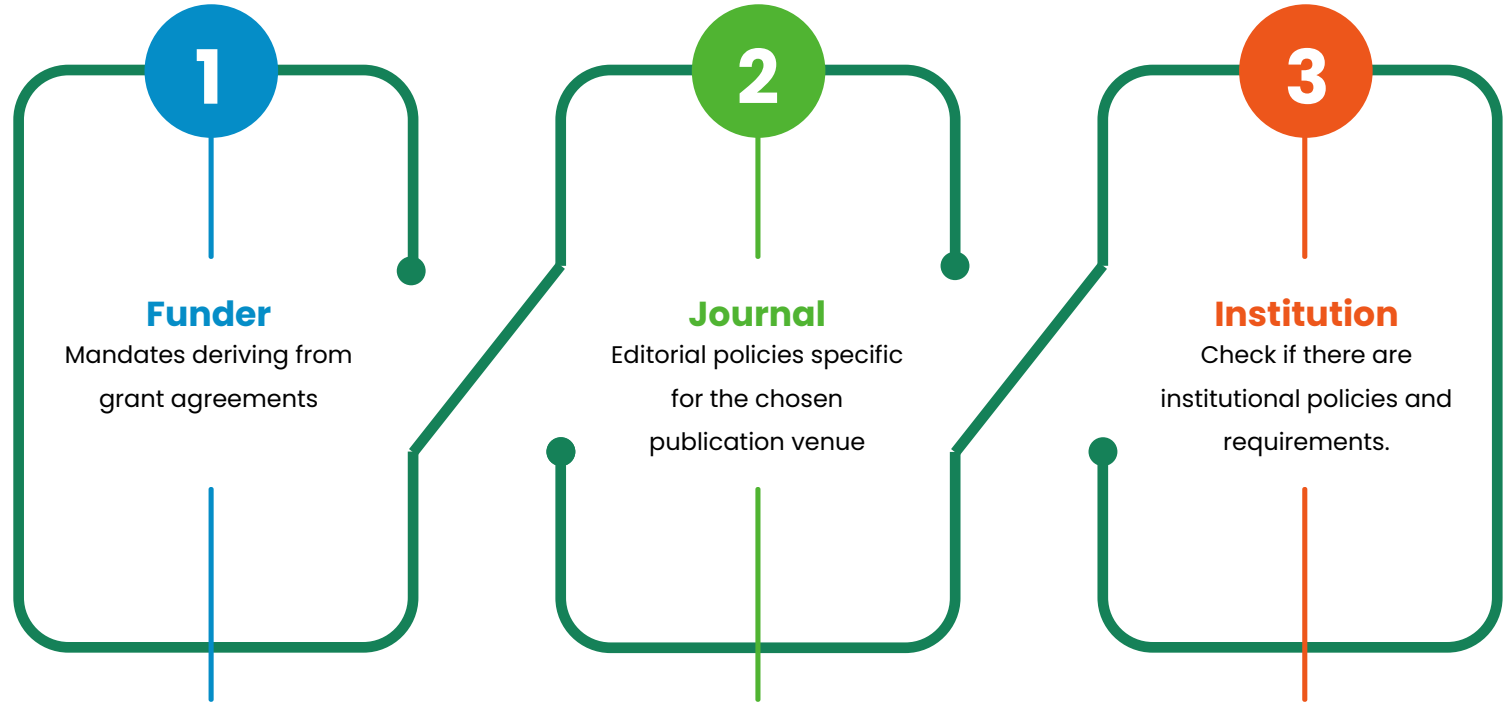 1
Funder
Mandates deriving from
grant agreements
2
Journal
Editorial policies specific
for the chosen
publication venue
3
Institution
Check if there are
institutional policies and
requirements.